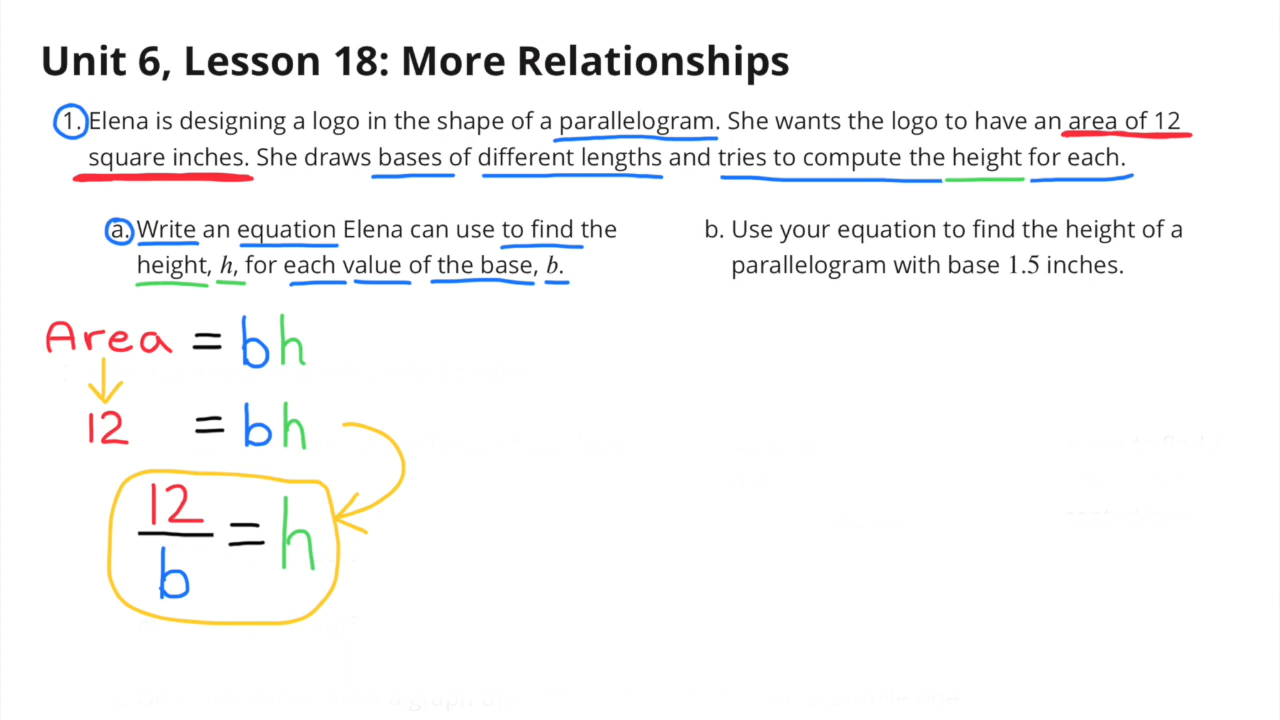 Unit 6, Lesson 18: More Relationships
1. Elena is designing a logo in the shape of a parallelogram. She wants the logo to have an area of 12
square inches. She draws bases of different lengths and tries to compute the height for each.
a. Write an equation Elena can use to find the
height, h, for each value of the base, b.
b. Use your equation to find the height of a
parallelogram with base 1.5 inches.
Area = bh
12 = bh
12
b = h